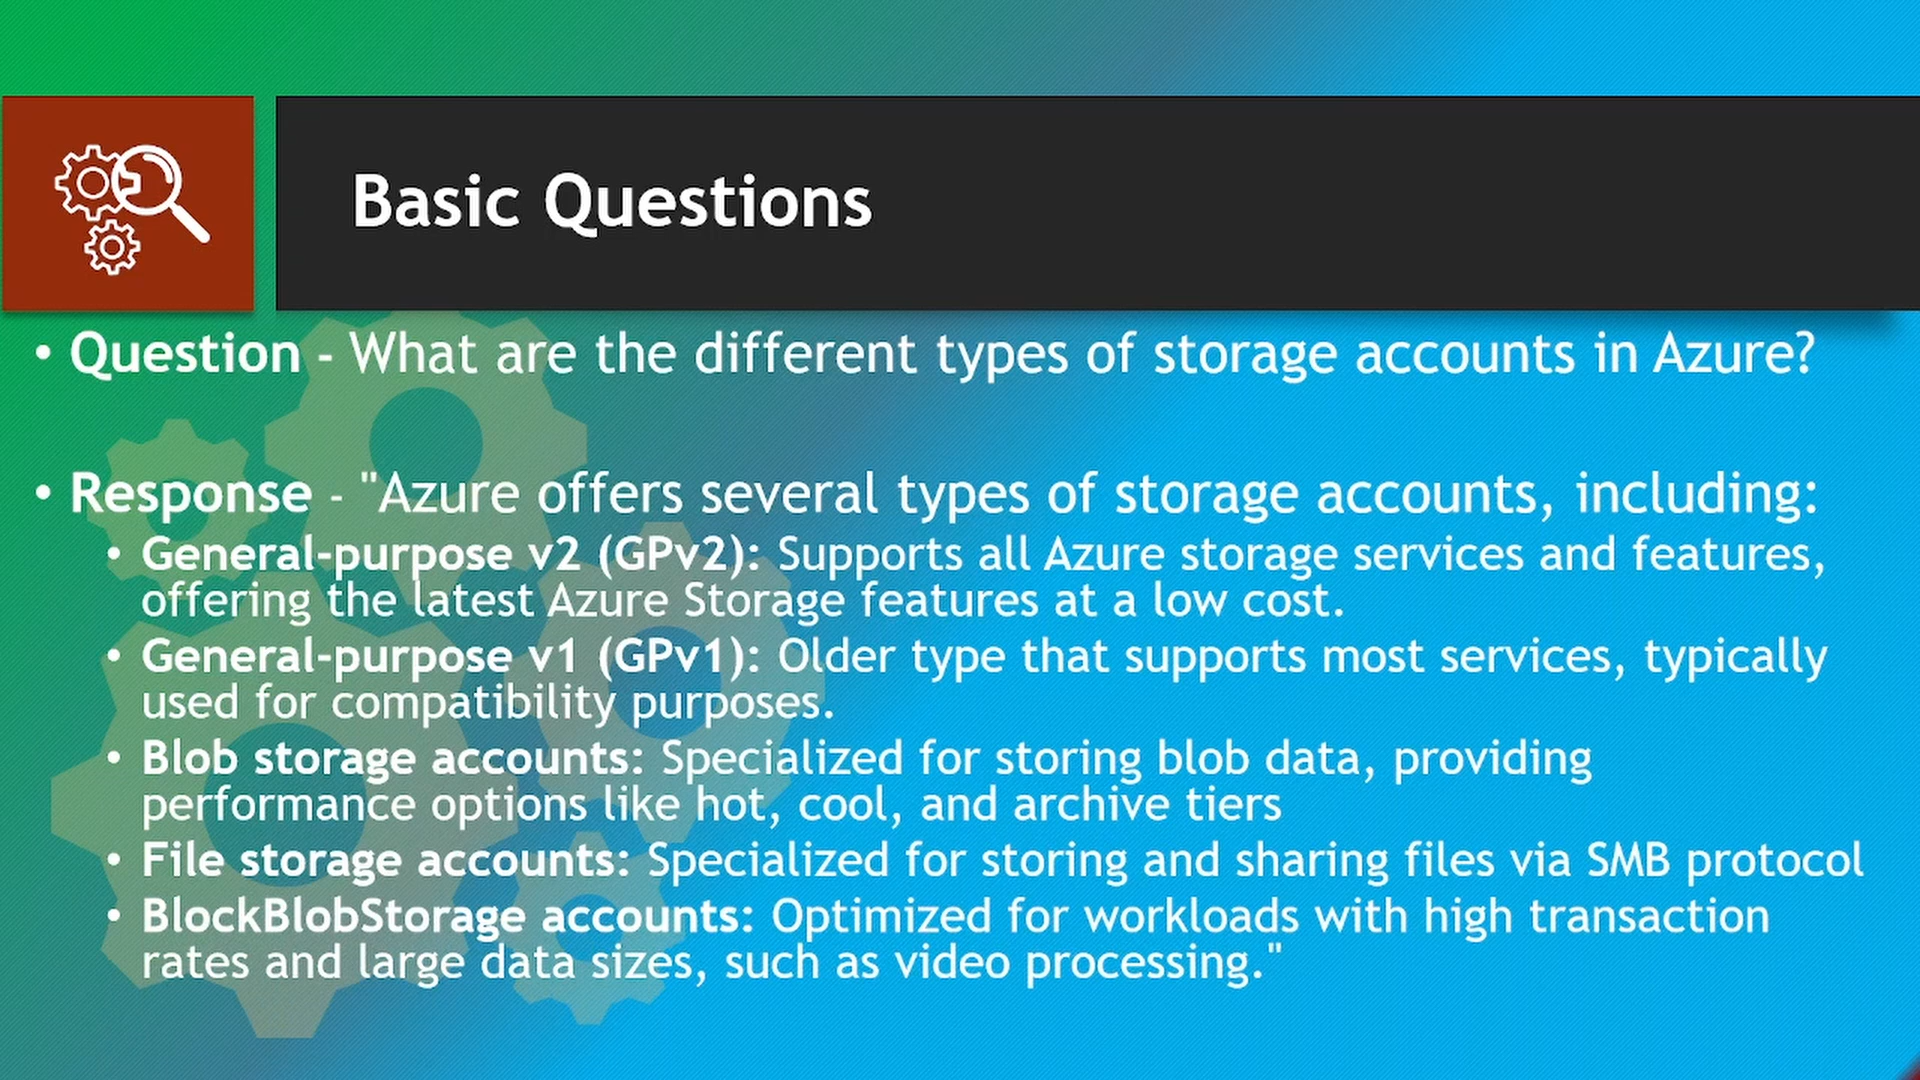 Basic Questions
• Question - What are the different types of storage accounts in Azure?
• Response - "Azure offers several types of storage accounts, including:
• General-purpose v2 (GPv2): Supports all Azure storage services and features,
offering the latest Azure Storage features at a low cost.
• General-purpose v1 (GPv1): Older type that supports most services, typically
used for compatibility purposes.
• Blob storage accounts: Specialized for storing blob data, providing
performance options like hot, cool, and archive tiers
• File storage accounts: Specialized for storing and sharing files via SMB protocol
• BlockBlobStorage accounts: Optimized for workloads with high transaction
rates and large data sizes, such as video processing."